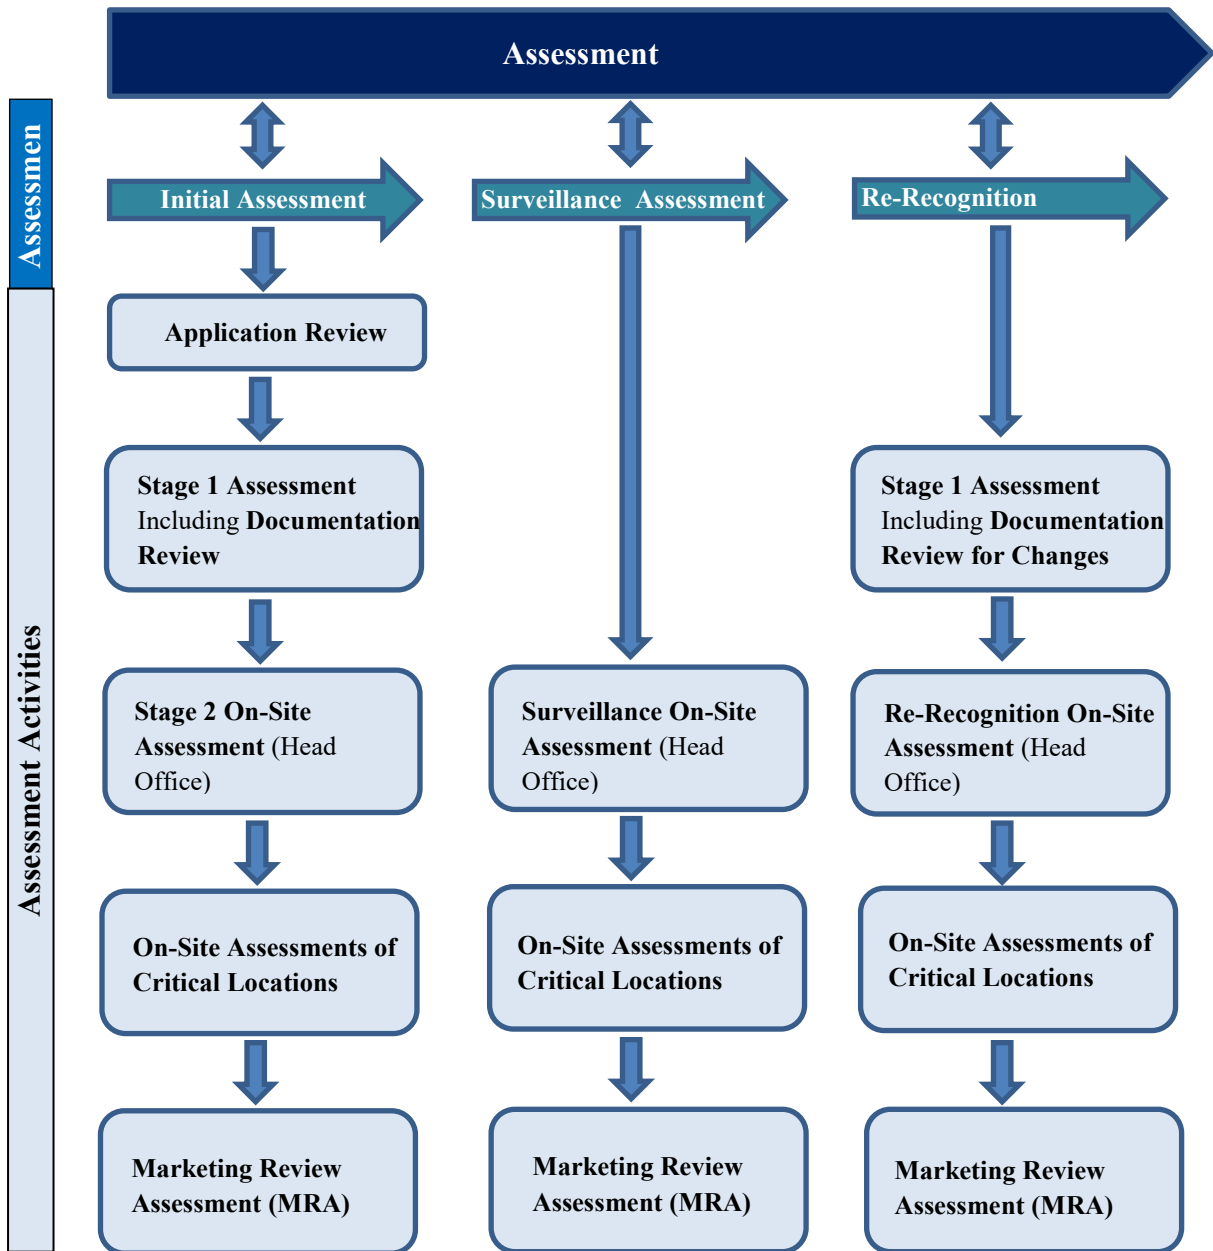 Assessment
Assessmen
Initial Assessment
Surveillance Assessment
Re-Recognition
Assessment Activities
Application Review
Stage 1 Assessment
Including Documentation
Review
Stage 1 Assessment
Including Documentation
Review for Changes
Stage 2 On-Site
Assessment (Head
Office)
Surveillance On-Site
Assessment (Head
Office)
Re-Recognition On-Site
Assessment (Head
Office)
On-Site Assessments of
Critical Locations
On-Site Assessments of
Critical Locations
On-Site Assessments of
Critical Locations
Marketing Review
Assessment (MRA)
Marketing Review
Assessment (MRA)
Marketing Review
Assessment (MRA)